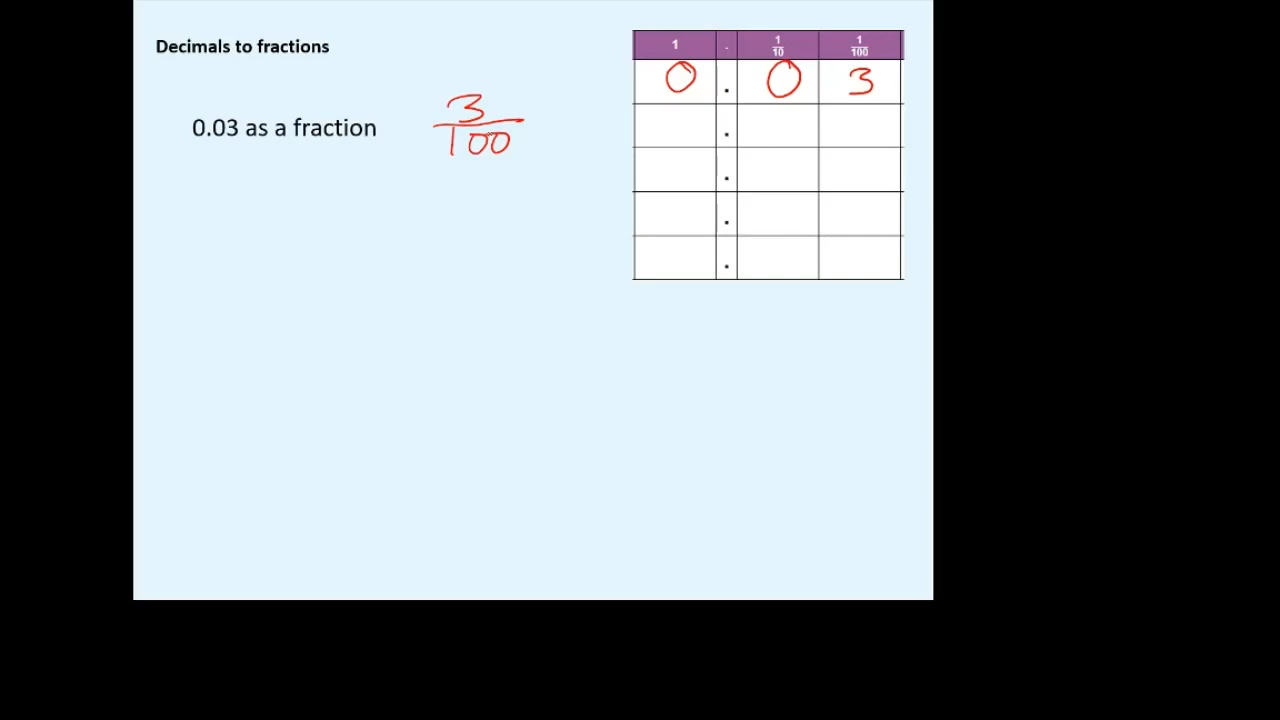 Decimals to fractions
0.03 as a fraction
3
100
1 . 1/10 1/100
0 . 0 3
.
.
.
.